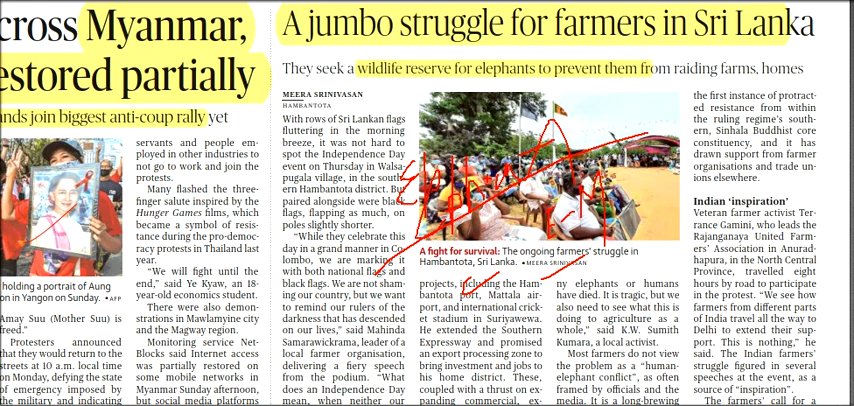 cross Myanmar,
estored partially
ands join biggest anti-coup rally yet
holding a portrait of Aung
on in Yangon on Sunday. •AFP
Amay Suu (Mother Suu) is
freed."
Protesters announced
that they would return to the
streets at 10 a.m. local time
on Monday, defying the state
of emergency imposed by
the military and indicating
servants and people em-
ployed in other industries to
not go to work and join the
protests.
Many flashed the three-
finger salute inspired by the
Hunger Games films, which
became a symbol of resis-
tance during the pro-democ-
racy protests in Thailand last
year.
"We will fight until the
end," said Ye Kyaw, an 18-
year-old economics student.
There were also demon-
strations in Mawlamyine city
and the Magway region.
Monitoring service Net-
Blocks said Internet access
was partially restored on
some mobile networks in
Myanmar Sunday afternoon,
but social media platforms
A jumbo struggle for farmers in Sri Lanka
They seek a wildlife reserve for elephants to prevent them from raiding farms, homes
MEERA SRINIVASAN
HAMBANTOTA
With rows of Sri Lankan flags
fluttering in the morning
breeze, it was not hard to
spot the Independence Day
event on Thursday in Walsa-
pugala village, in the south-
ern Hambantota district. But
paired alongside were black
flags, flapping as much, on
poles slightly shorter.
"While they celebrate this
day in a grand manner in Co-
lombo, we are marking it
with both national flags and
black flags. We are not sham-
ing our country, but we want
to remind our rulers of the
darkness that has descended
on our lives," said Mahinda
Samarawickrama, leader of a
local farmer organisation,
delivering a fiery speech
from the podium. "What
does an Independence Day
mean, when neither our
A fight for survival: The ongoing farmers' struggle in
Hambantota, Sri Lanka. •MEERA SRINIVASAN
projects, including the Ham-
bantota port, Mattala air-
port, and international crick-
et stadium in Suriyawewa.
He extended the Southern
Expressway and promised
an export processing zone to
bring investment and jobs to
his home district. These,
coupled with a thrust on ex-
panding commercial, ex-
ny elephants or humans
have died. It is tragic, but we
also need to see what this is
doing to agriculture as a
whole," said K.W. Sumith
Kumara, a local activist.
Most farmers do not view
the problem as a "human-
elephant conflict", as often
framed by officials and the
media. It is a long-brewing
the first instance of protract-
ed resistance from within
the ruling regime's south-
ern, Sinhala Buddhist core
constituency, and it has
drawn support from farmer
organisations and trade un-
ions elsewhere.
Indian 'inspiration'
Veteran farmer activist Ter-
rance Gamini, who leads the
Rajanganaya United Farm-
ers' Association in Anurad-
hapura, in the North Central
Province, travelled eight
hours by road to participate
in the protest. "We see how
farmers from different parts
of India travel all the way to
Delhi to extend their sup-
port. This is nothing," he
said. The Indian farmers'
struggle figured in several
speeches at the event, as a
source of "inspiration".
The farmers' call for a